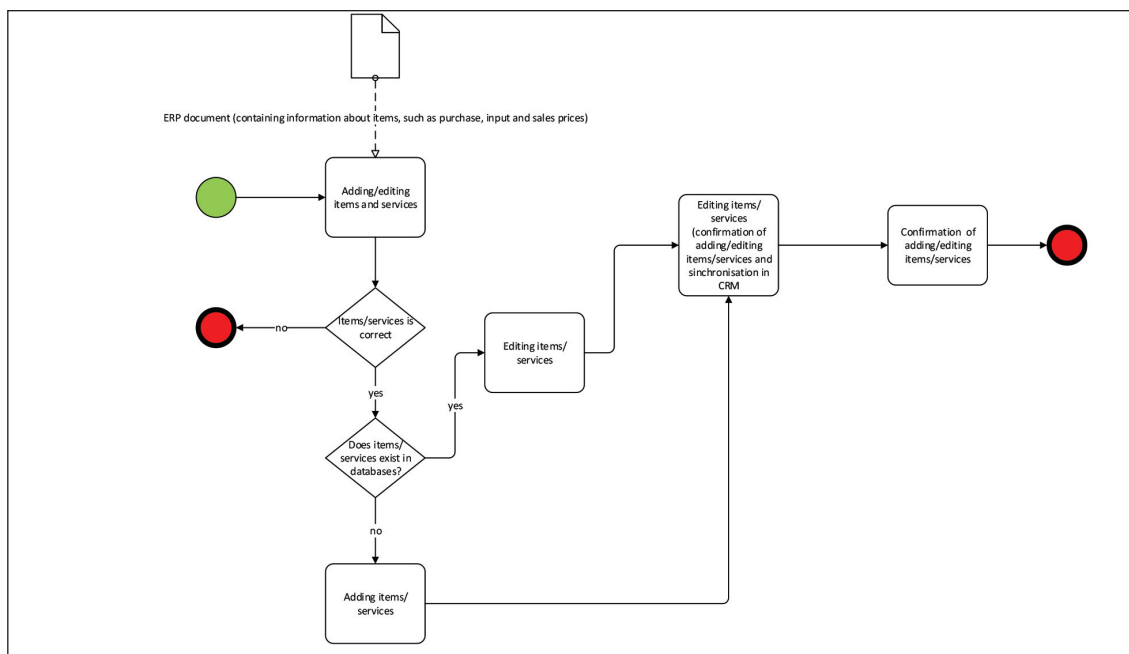 ERP document (containing information about items, such as purchase, input and sales prices)
Adding/editing
items and services
Items/services is
correct
no
yes
Does items/
services exist in
databases?
yes
Editing items/
services
no
Adding items/
services
Editing items/
services
(confirmation of
adding/editing
items/services and
sinchronisation in
CRM
Confirmation of
adding/editing
items/services